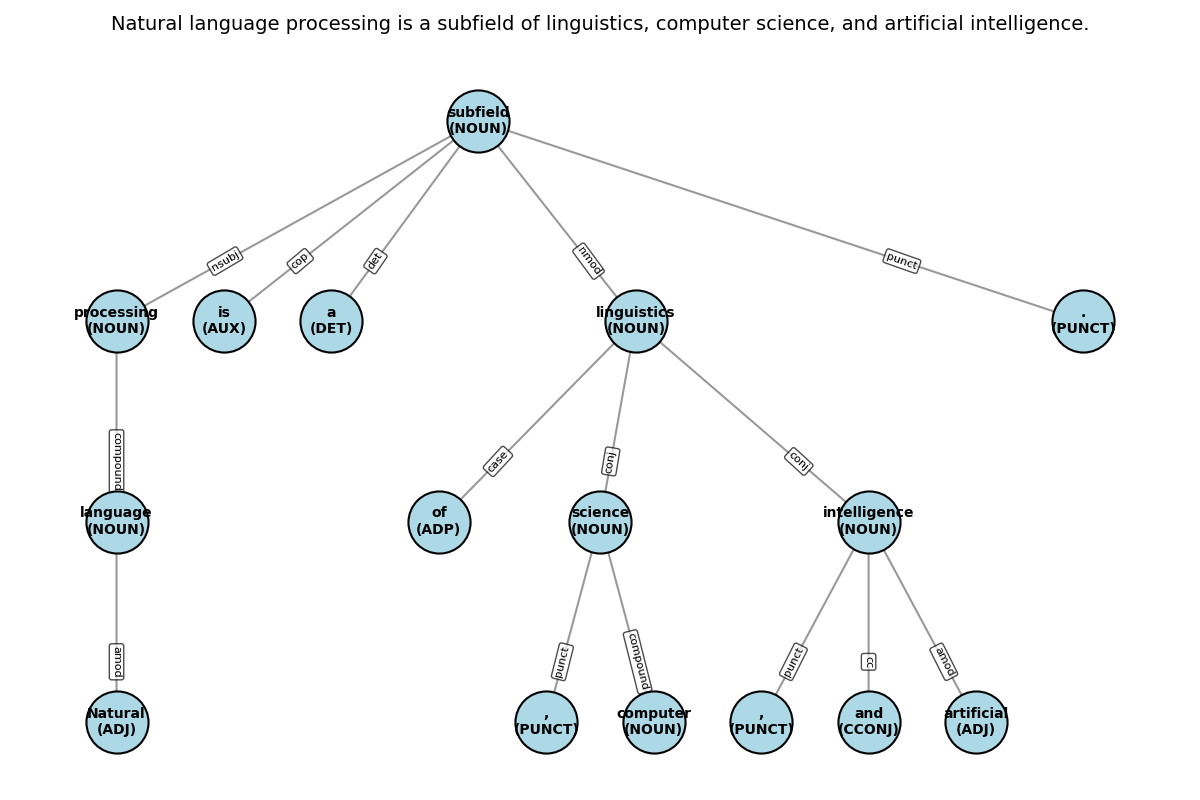 Natural language processing is a subfield of linguistics, computer science, and artificial intelligence.
subfield
(NOUN)
nsubj
cop
det
nmod
punct
processing
(NOUN)
is
(AUX)
a
(DET)
linguistics
(NOUN)
.
(PUNCT)
compound
case
conj
conj
language
(NOUN)
of
(ADP)
science
(NOUN)
intelligence
(NOUN)
amod
punct
compound
punct
cc
amod
Natural
(ADJ)
,
(PUNCT)
computer
(NOUN)
,
(PUNCT)
and
(CCONJ)
artificial
(ADJ)